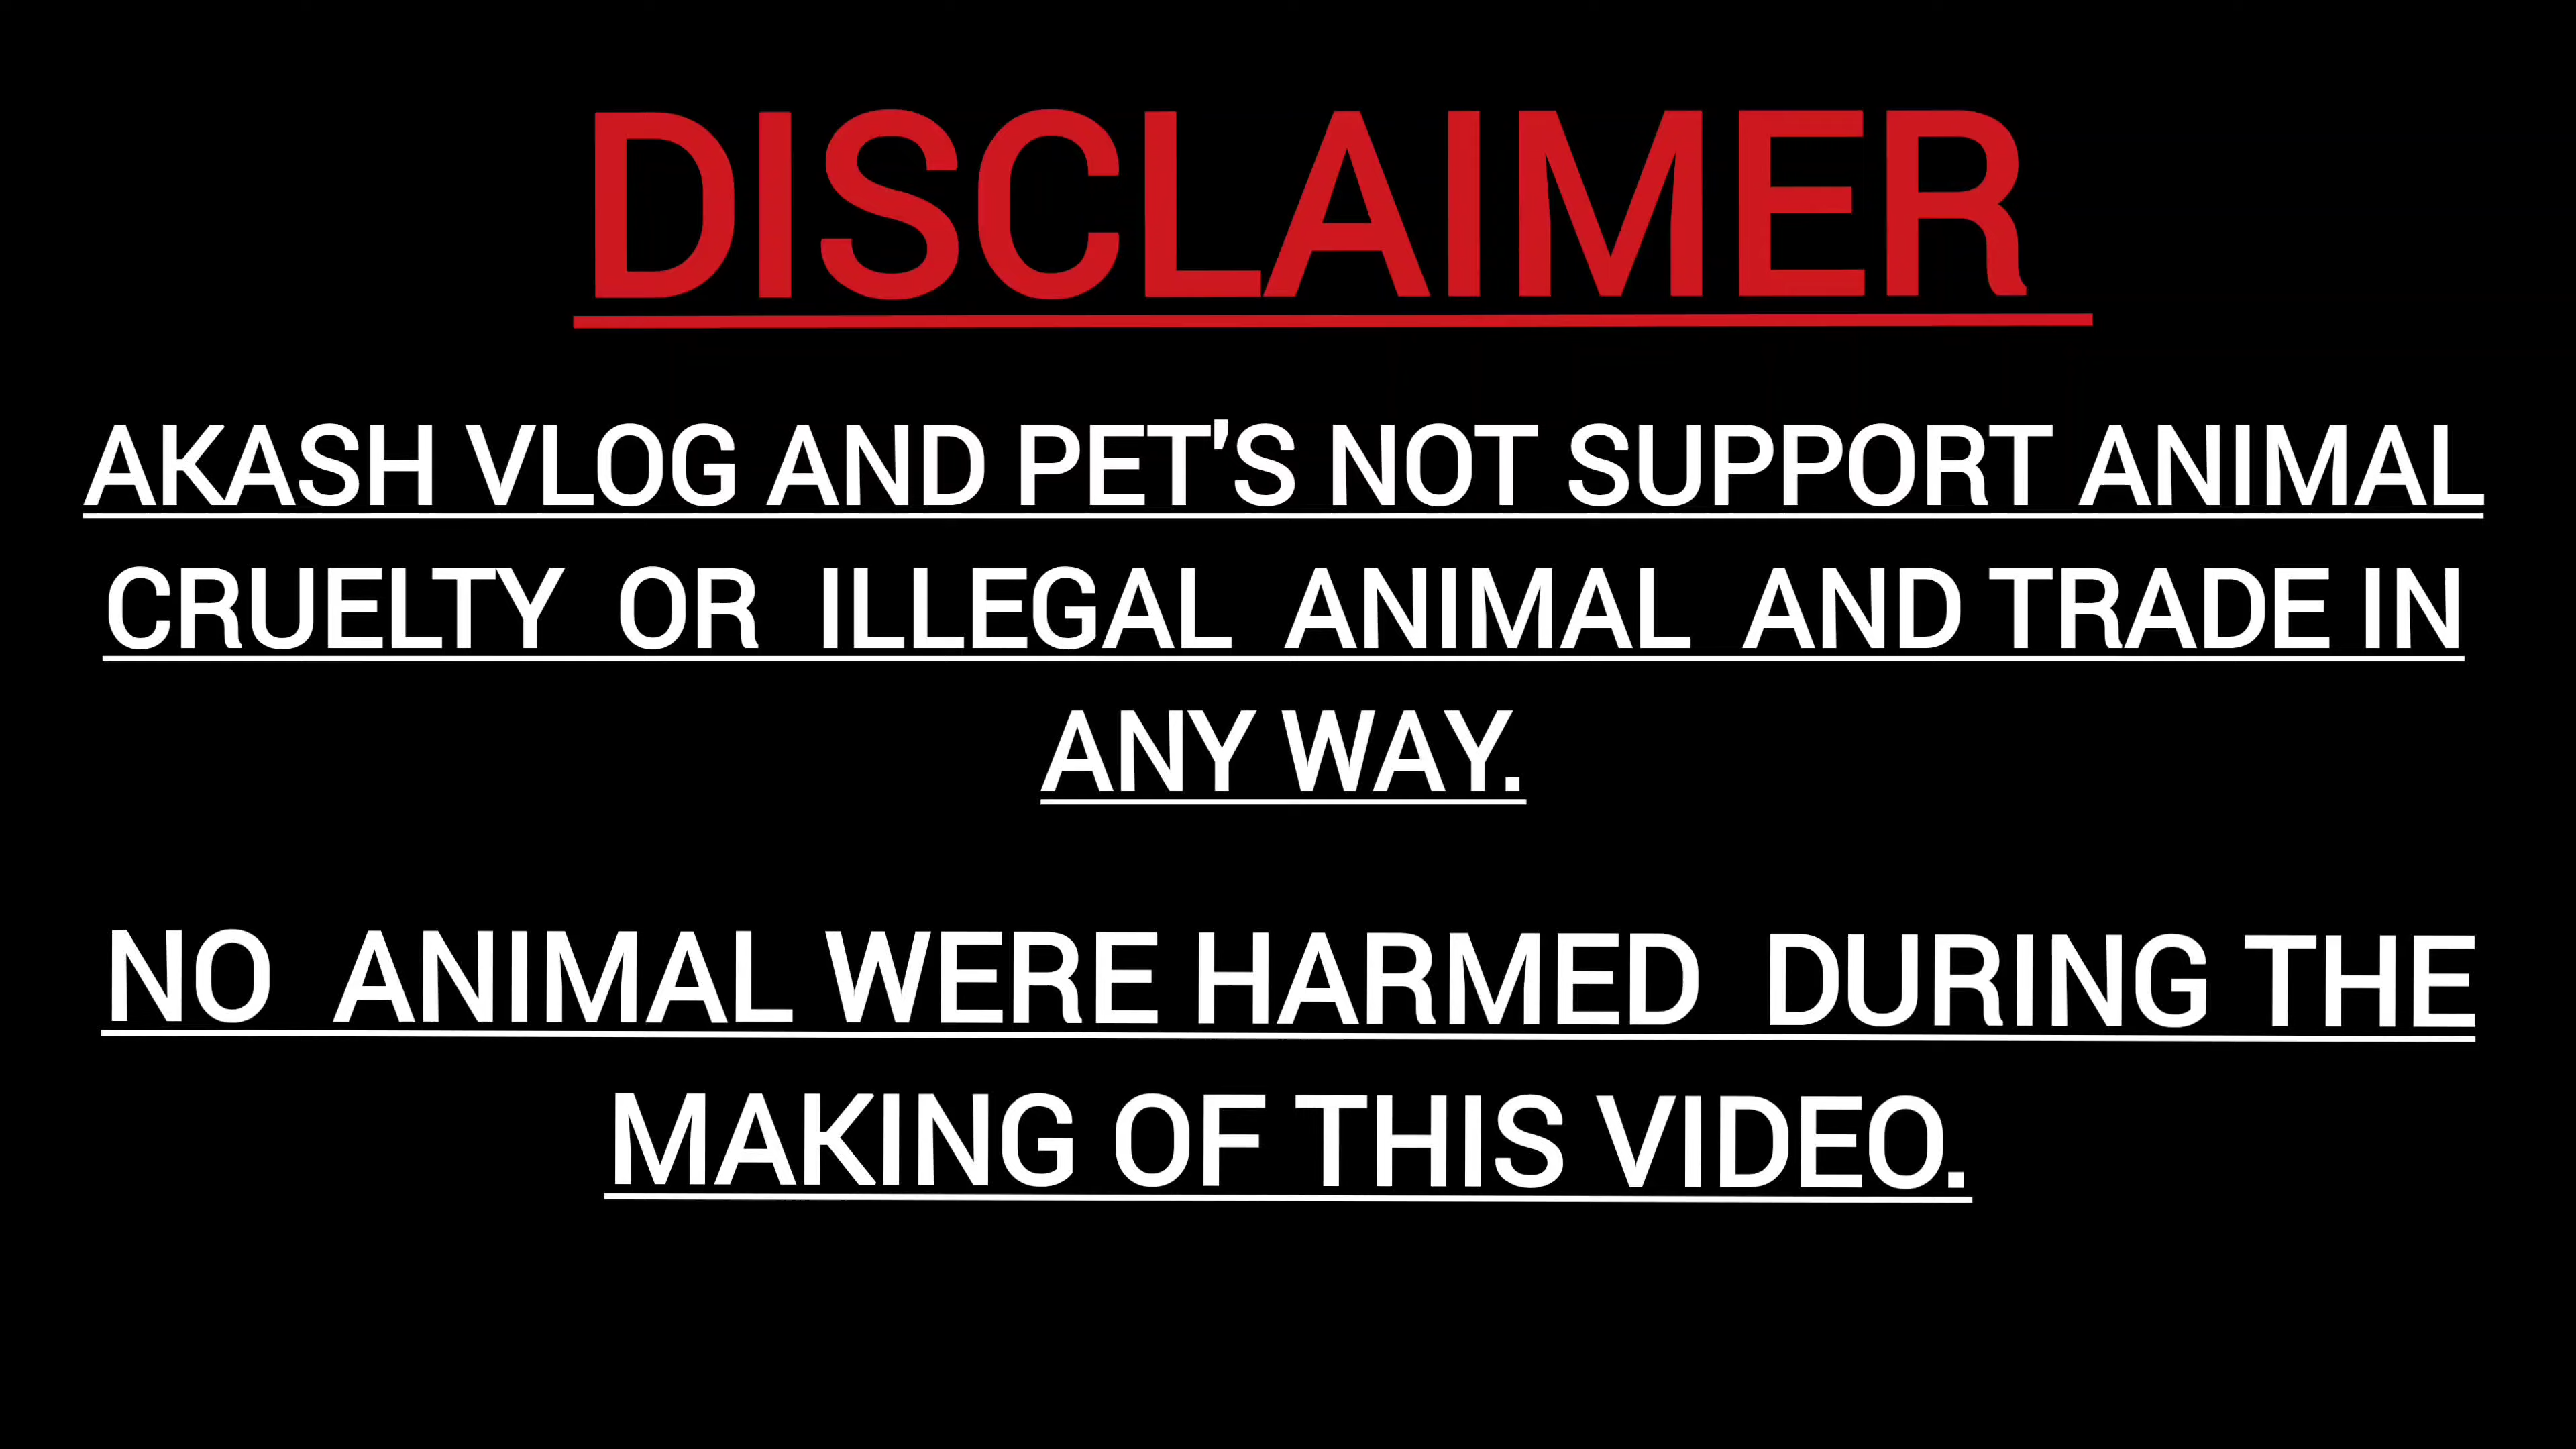 DISCLAIMER
AKASH VLOG AND PET'S NOT SUPPORT ANIMAL
CRUELTY OR ILLEGAL ANIMAL AND TRADE IN
ANY WAY.
NO ANIMAL WERE HARMED DURING THE
MAKING OF THIS VIDEO.